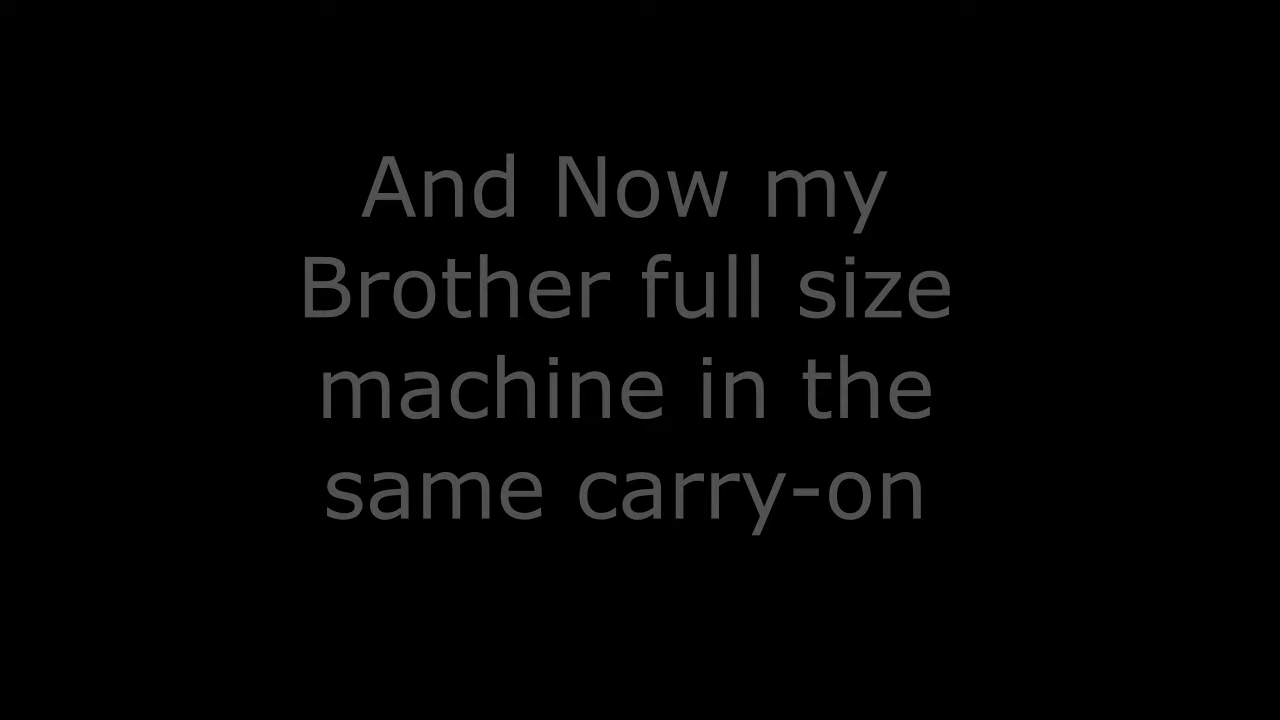 And Now my
Brother full size
machine in the
same carry-on